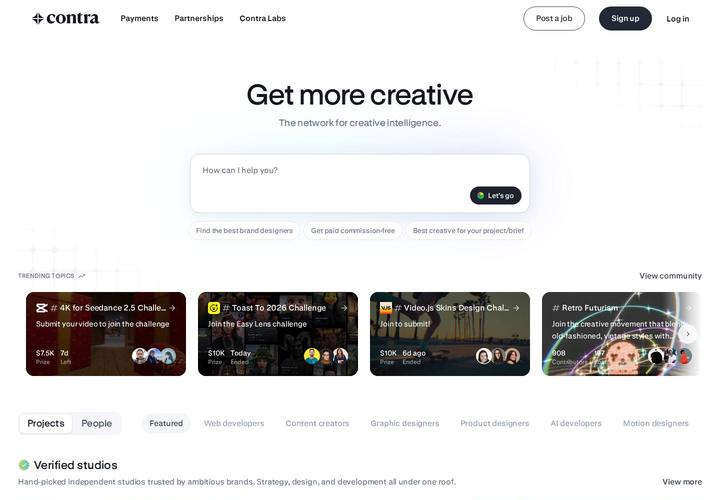 contra
Payments
Partnerships
Contra Labs
Post a job
Sign up
Log in
Get more creative
The network for creative intelligence.
How can I help you?
Let's go
Find the best brand designers
Get paid commission-free
Best creative for your project/brief
TRENDING TOPICS
View community
# 4K for Seedance 2.5 Challe...
Submit your video to join the challenge
$7.5K 7d
Prize Left
# Toast To 2026 Challenge
Join the Easy Lens challenge
$10K Today
Prize Ended
VJS
# Video.js Skins Design Chal...
Join to submit!
$10K 6d ago
Prize Ended
# Retro Futurism
Join the creative movement that blends
old-fashioned, vintage styles with...
908
Projects
People
Featured
Web developers
Content creators
Graphic designers
Product designers
AI developers
Motion designers
Verified studios
Hand-picked independent studios trusted by ambitious brands. Strategy, design, and development all under one roof.
View more